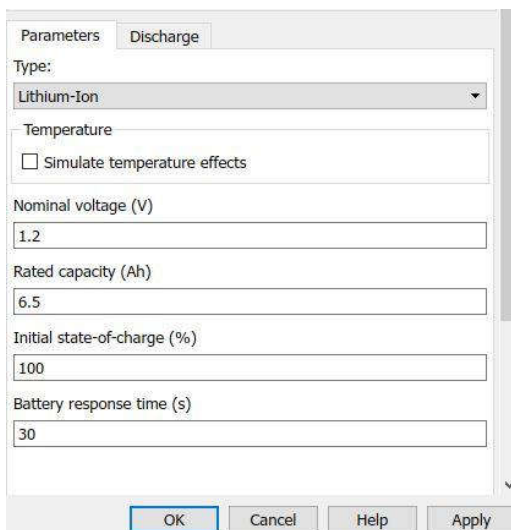 Parameters Discharge
Type:
Lithium-Ion
Temperature
Simulate temperature effects
Nominal voltage (V)
1.2
Rated capacity (Ah)
6.5
Initial state-of-charge (%)
100
Battery response time (s)
30
OK Cancel Help Apply